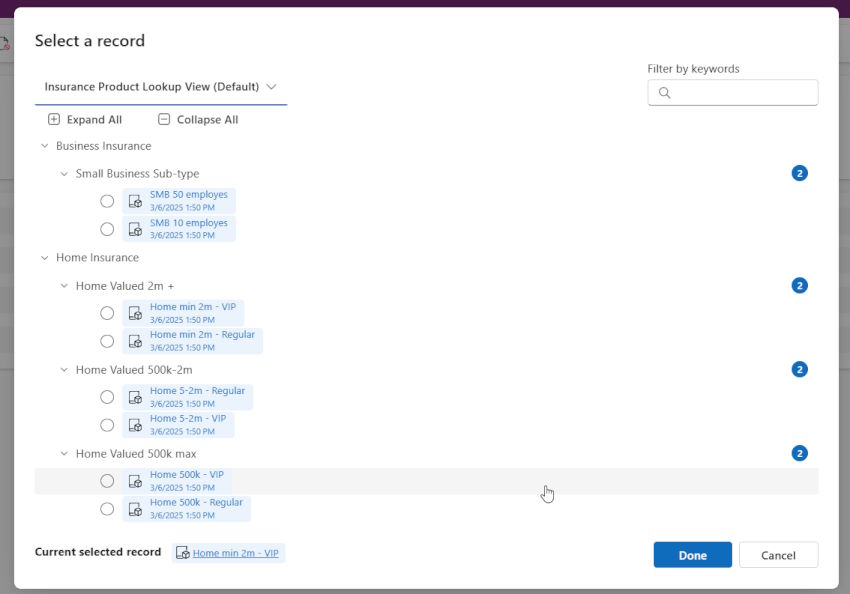 Select a record
Filter by keywords
Insurance Product Lookup View (Default)
Expand All Collapse All
Business Insurance
Small Business Sub-type 2
SMB 50 employes
3/6/2025 1:50 PM
SMB 10 employes
3/6/2025 1:50 PM
Home Insurance
Home Valued 2m + 2
Home min 2m - VIP
3/6/2025 1:50 PM
Home min 2m - Regular
3/6/2025 1:50 PM
Home Valued 500k-2m 2
Home 5-2m - Regular
3/6/2025 1:50 PM
Home 5-2m - VIP
3/6/2025 1:50 PM
Home Valued 500k max 2
Home 500k - VIP
3/6/2025 1:50 PM
Home 500k - Regular
3/6/2025 1:50 PM
Current selected record Home min 2m - VIP Done Cancel